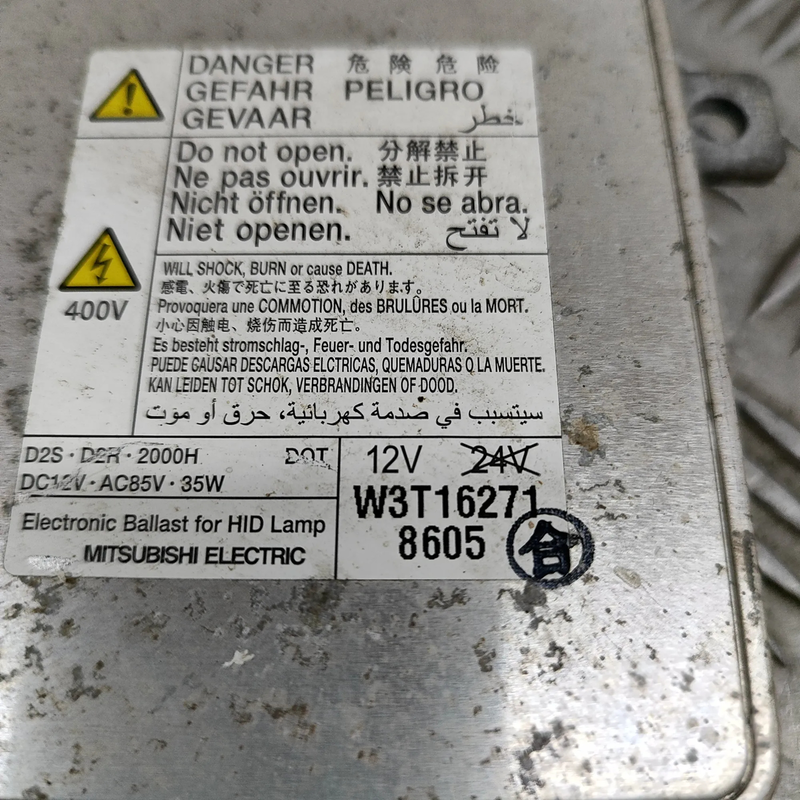 DANGER 危 険 危 险
GEFAHR PELIGRO
GEVAAR خطر
Do not open. 分解禁止
Ne pas ouvrir. 禁止拆开
Nicht öffnen. No se abra.
Niet openen. لا تفتح
400V
WILL SHOCK, BURN or cause DEATH.
感電、火傷で死亡に至る恐れがあります。
Provoquera une COMMOTION, des BRULÛRES ou la MORT.
小心因触电、烧伤而造成死亡。
Es besteht stromschlag-, Feuer- und Todesgefahr.
PUEDE CAUSAR DESCARGAS ELCTRICAS, QUEMADURAS O LA MUERTE.
KAN LEIDEN TOT SCHOK, VERBRANDINGEN OF DOOD.
سيتسبب في صدمة كهربائية، حرق أو موت
D2S · D2R · 2000H DOT
DC12V · AC85V · 35W
12V 24V
W3T16271
8605
合
Electronic Ballast for HID Lamp
MITSUBISHI ELECTRIC